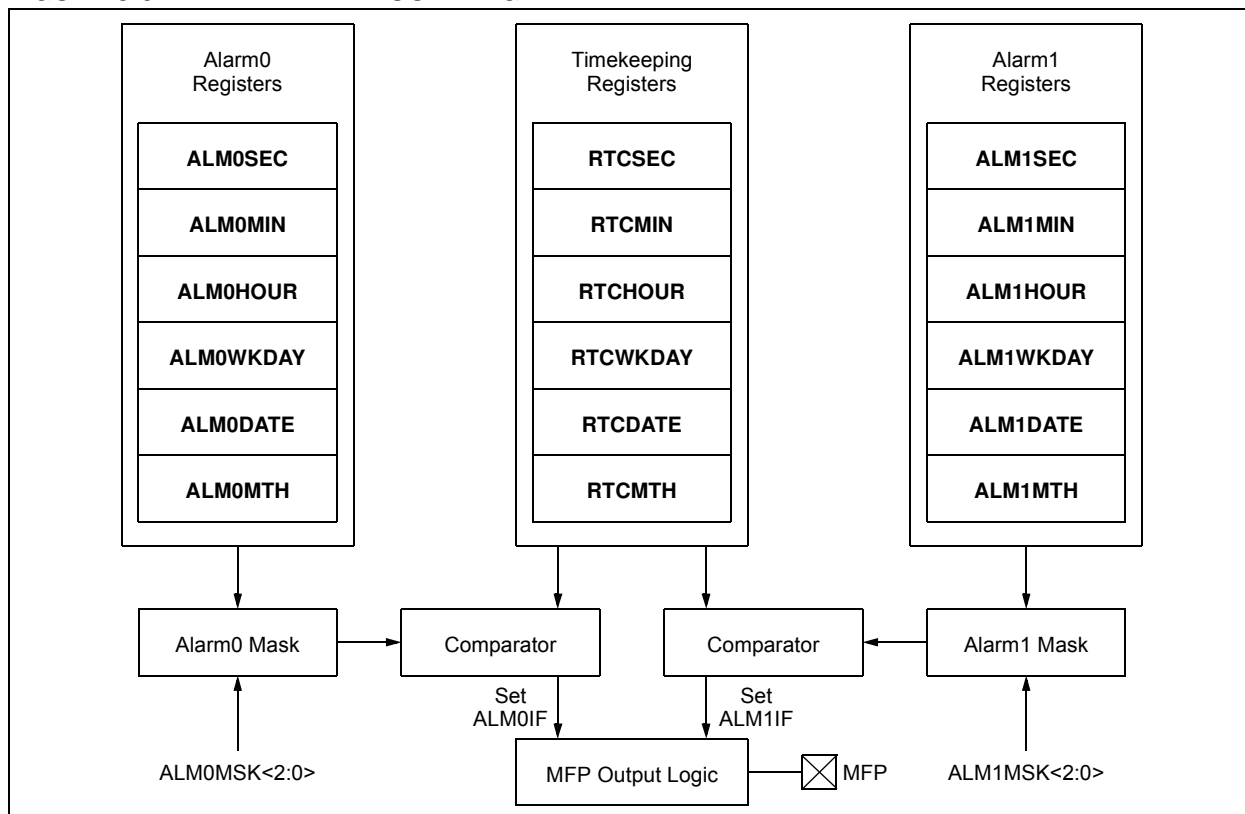 Alarm0
Registers
ALM0SEC
ALM0MIN
ALM0HOUR
ALM0WKDAY
ALM0DATE
ALM0MTH
Timekeeping
Registers
RTCSEC
RTCMIN
RTCHOUR
RTCWKDAY
RTCDATE
RTCMTH
Alarm1
Registers
ALM1SEC
ALM1MIN
ALM1HOUR
ALM1WKDAY
ALM1DATE
ALM1MTH
Alarm0 Mask
Comparator
Comparator
Alarm1 Mask
Set
ALM0IF
Set
ALM1IF
ALM0MSK<2:0>
MFP Output Logic
MFP
ALM1MSK<2:0>